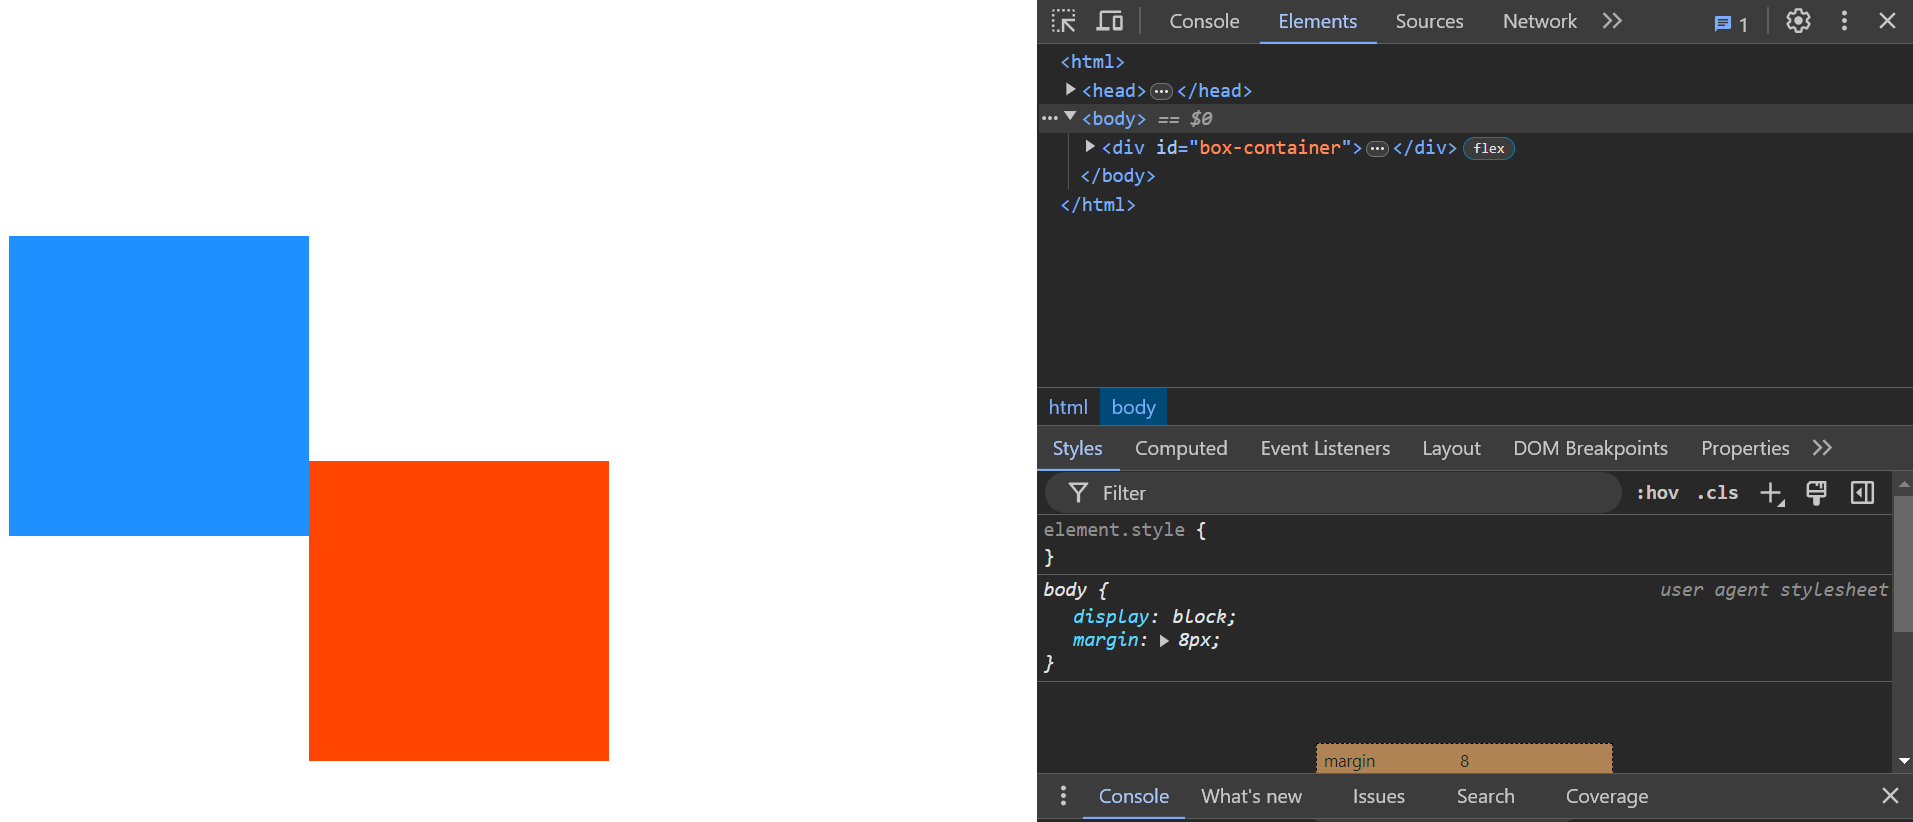 Console Elements Sources Network 1
<html>
<head> ... </head>
... <body> == $0
<div id="box-container"> ... </div> flex
</body>
</html>
html body
Styles Computed Event Listeners Layout DOM Breakpoints Properties
Filter :hov .cls
element.style {
}
body { user agent stylesheet
display: block;
margin: 8px;
}
margin 8
Console What's new Issues Search Coverage